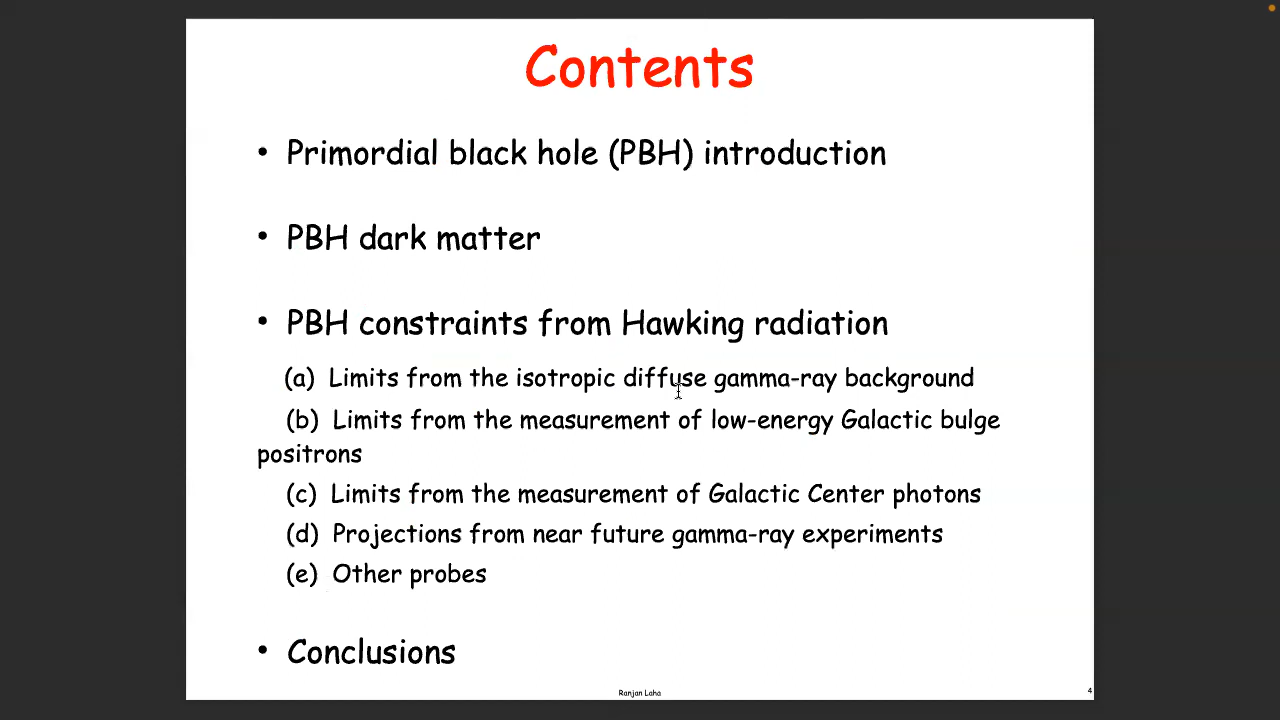 Contents
• Primordial black hole (PBH) introduction
• PBH dark matter
• PBH constraints from Hawking radiation
(a) Limits from the isotropic diffuse gamma-ray background
(b) Limits from the measurement of low-energy Galactic bulge
positrons
(c) Limits from the measurement of Galactic Center photons
(d) Projections from near future gamma-ray experiments
(e) Other probes
• Conclusions
Ranjan Laha
4